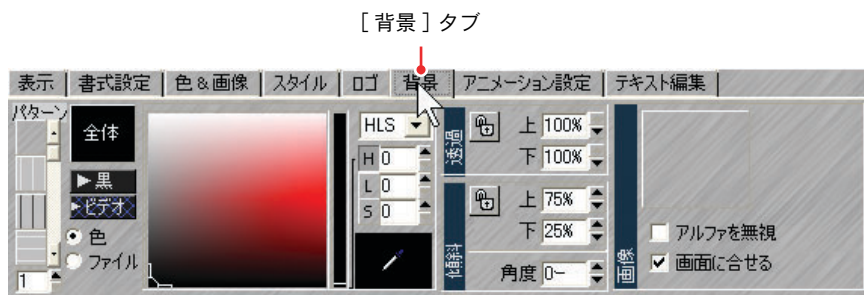 ［背景］タブ
表示 書式設定 色＆画像 スタイル ロゴ 背景 アニメーション設定 テキスト編集
パターン
全体
黒
ビデオ
色
ファイル
1
HLS
H 0
L 0
S 0
透過
上 100%
下 100%
上 75%
下 25%
角度 0~
画像
アルファを無視
画面に合せる